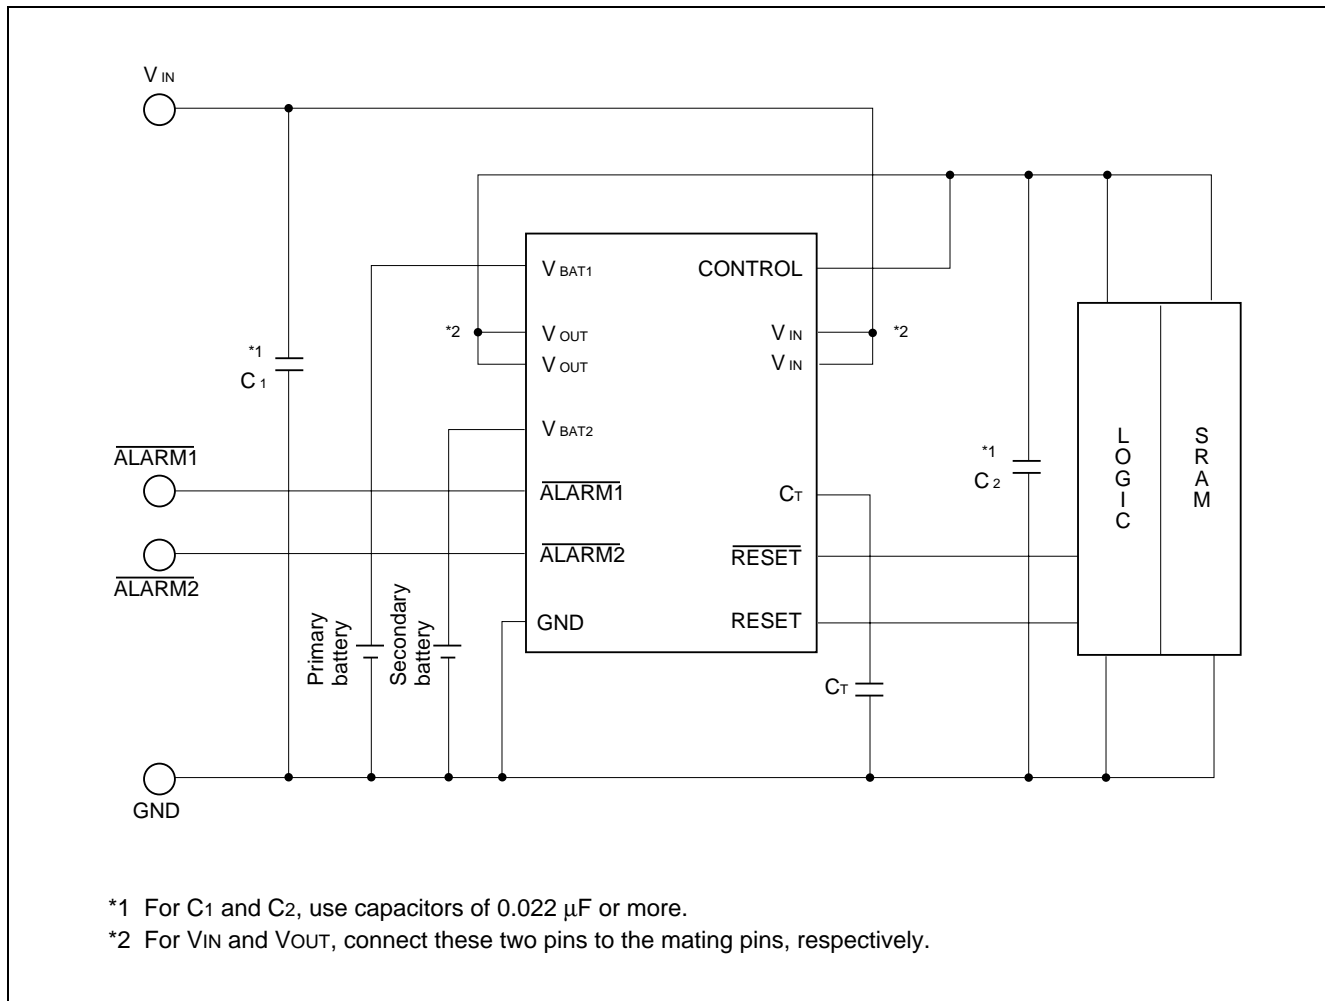 V IN
V BAT1
CONTROL
*2
V OUT
V IN
*2
V OUT
V IN
*1
C 1
V BAT2
ALARM1
ALARM1
CT
*1
C 2
LOGIC
SRAM
ALARM2
RESET
ALARM2
GND
RESET
Primary
battery
Secondary
battery
CT
GND
*1 For C1 and C2, use capacitors of 0.022 μF or more.
*2 For VIN and VOUT, connect these two pins to the mating pins, respectively.